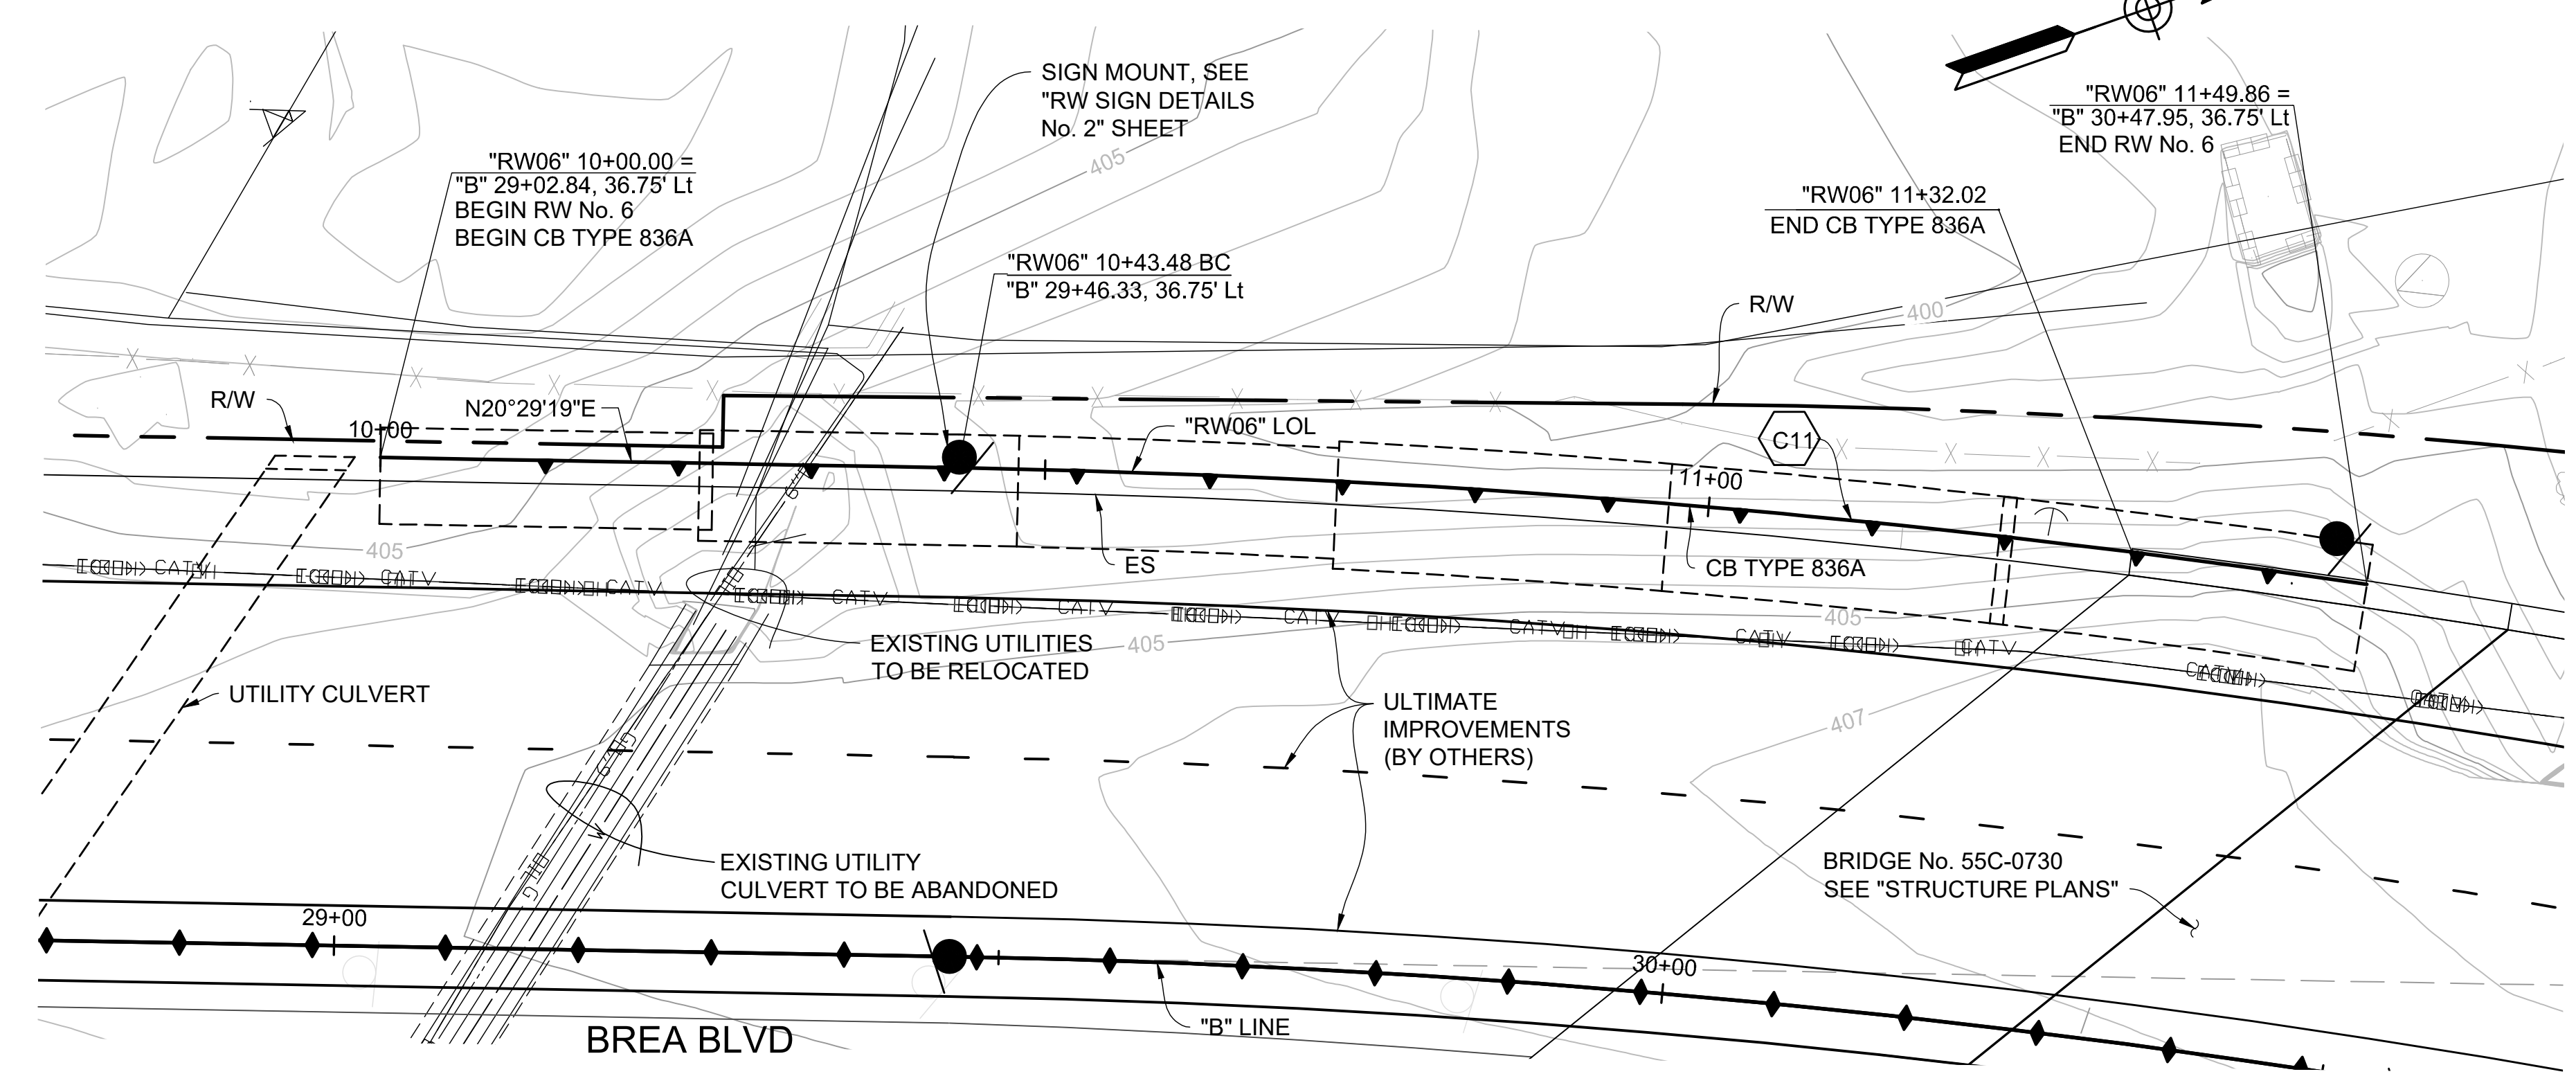 SIGN MOUNT, SEE
"RW SIGN DETAILS
No. 2" SHEET
"RW06" 11+49.86 =
"B" 30+47.95, 36.75' Lt
END RW No. 6
"RW06" 10+00.00 =
"B" 29+02.84, 36.75' Lt
BEGIN RW No. 6
BEGIN CB TYPE 836A
405
"RW06" 11+32.02
END CB TYPE 836A
"RW06" 10+43.48 BC
"B" 29+46.33, 36.75' Lt
R/W
400
R/W
N20°29'19"E
10+00
"RW06" LOL
C11
11+00
405
ES
CB TYPE 836A
CATV
CATV
CATV
CATV
CATV
CATV
CATV
CATV
CATV
CATV
405
405
EXISTING UTILITIES
TO BE RELOCATED
UTILITY CULVERT
ULTIMATE
IMPROVEMENTS
(BY OTHERS)
407
EXISTING UTILITY
CULVERT TO BE ABANDONED
BRIDGE No. 55C-0730
SEE "STRUCTURE PLANS"
29+00
30+00
"B" LINE
BREA BLVD